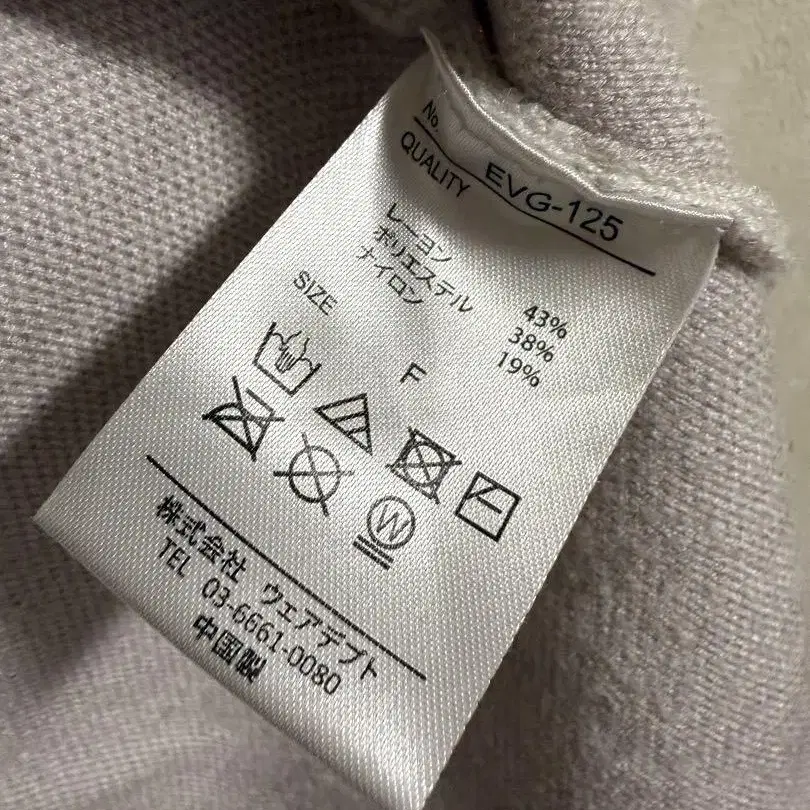 No.
EVG-125
QUALITY
レーヨン 43%
ポリエステル 38%
ナイロン 19%
SIZE
F
W
株式会社 ウェアデプト
TEL 03-6661-0080
中国製